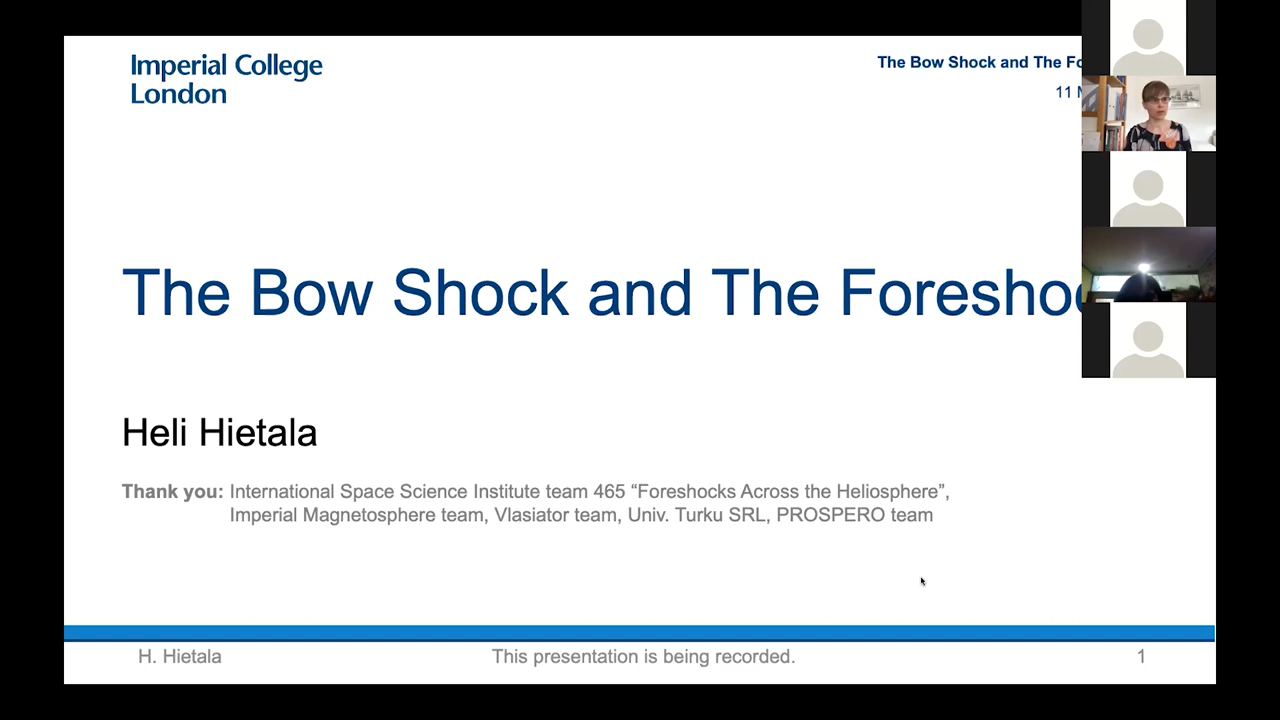 Imperial College
London
The Bow Shock and The Fo
11
The Bow Shock and The Foresho
Heli Hietala
Thank you: International Space Science Institute team 465 “Foreshocks Across the Heliosphere”,
Imperial Magnetosphere team, Vlasiator team, Univ. Turku SRL, PROSPERO team
H. Hietala
This presentation is being recorded.
1